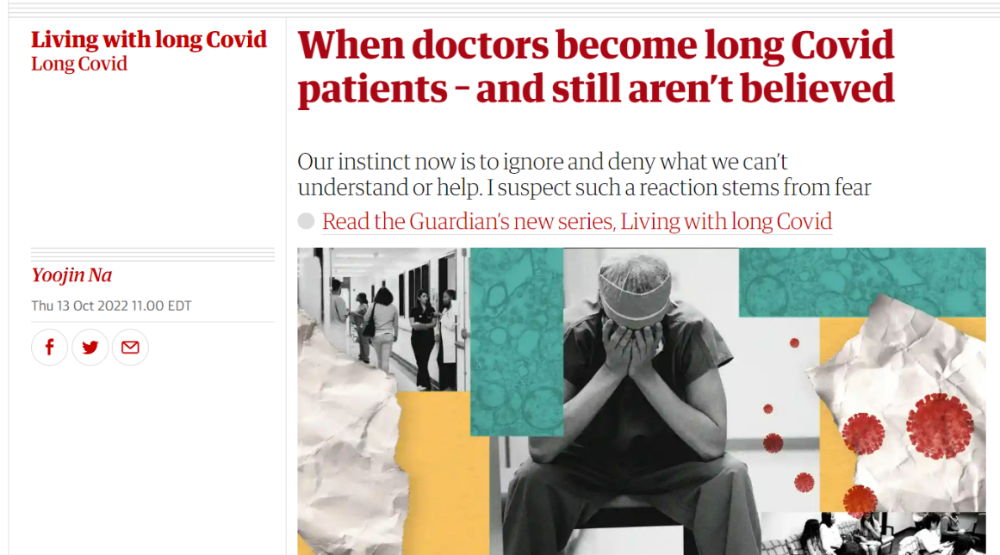 Living with long Covid
Long Covid
When doctors become long Covid
patients – and still aren’t believed
Our instinct now is to ignore and deny what we can’t
understand or help. I suspect such a reaction stems from fear
Read the Guardian’s new series, Living with long Covid
Yoojin Na
Thu 13 Oct 2022 11.00 EDT